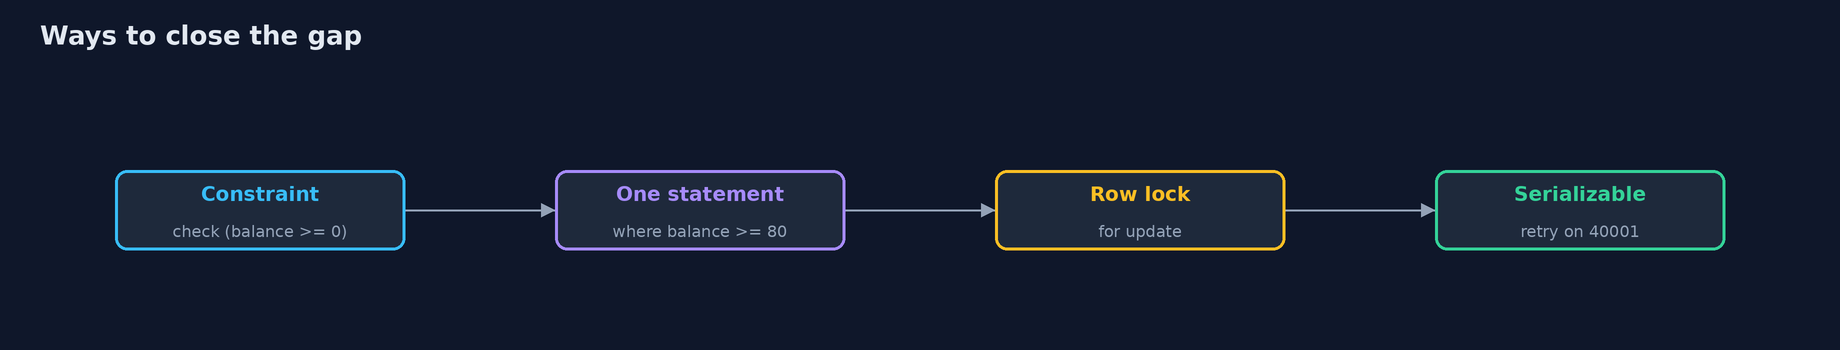 Ways to close the gap
Constraint
check (balance >= 0)
One statement
where balance >= 80
Row lock
for update
Serializable
retry on 40001